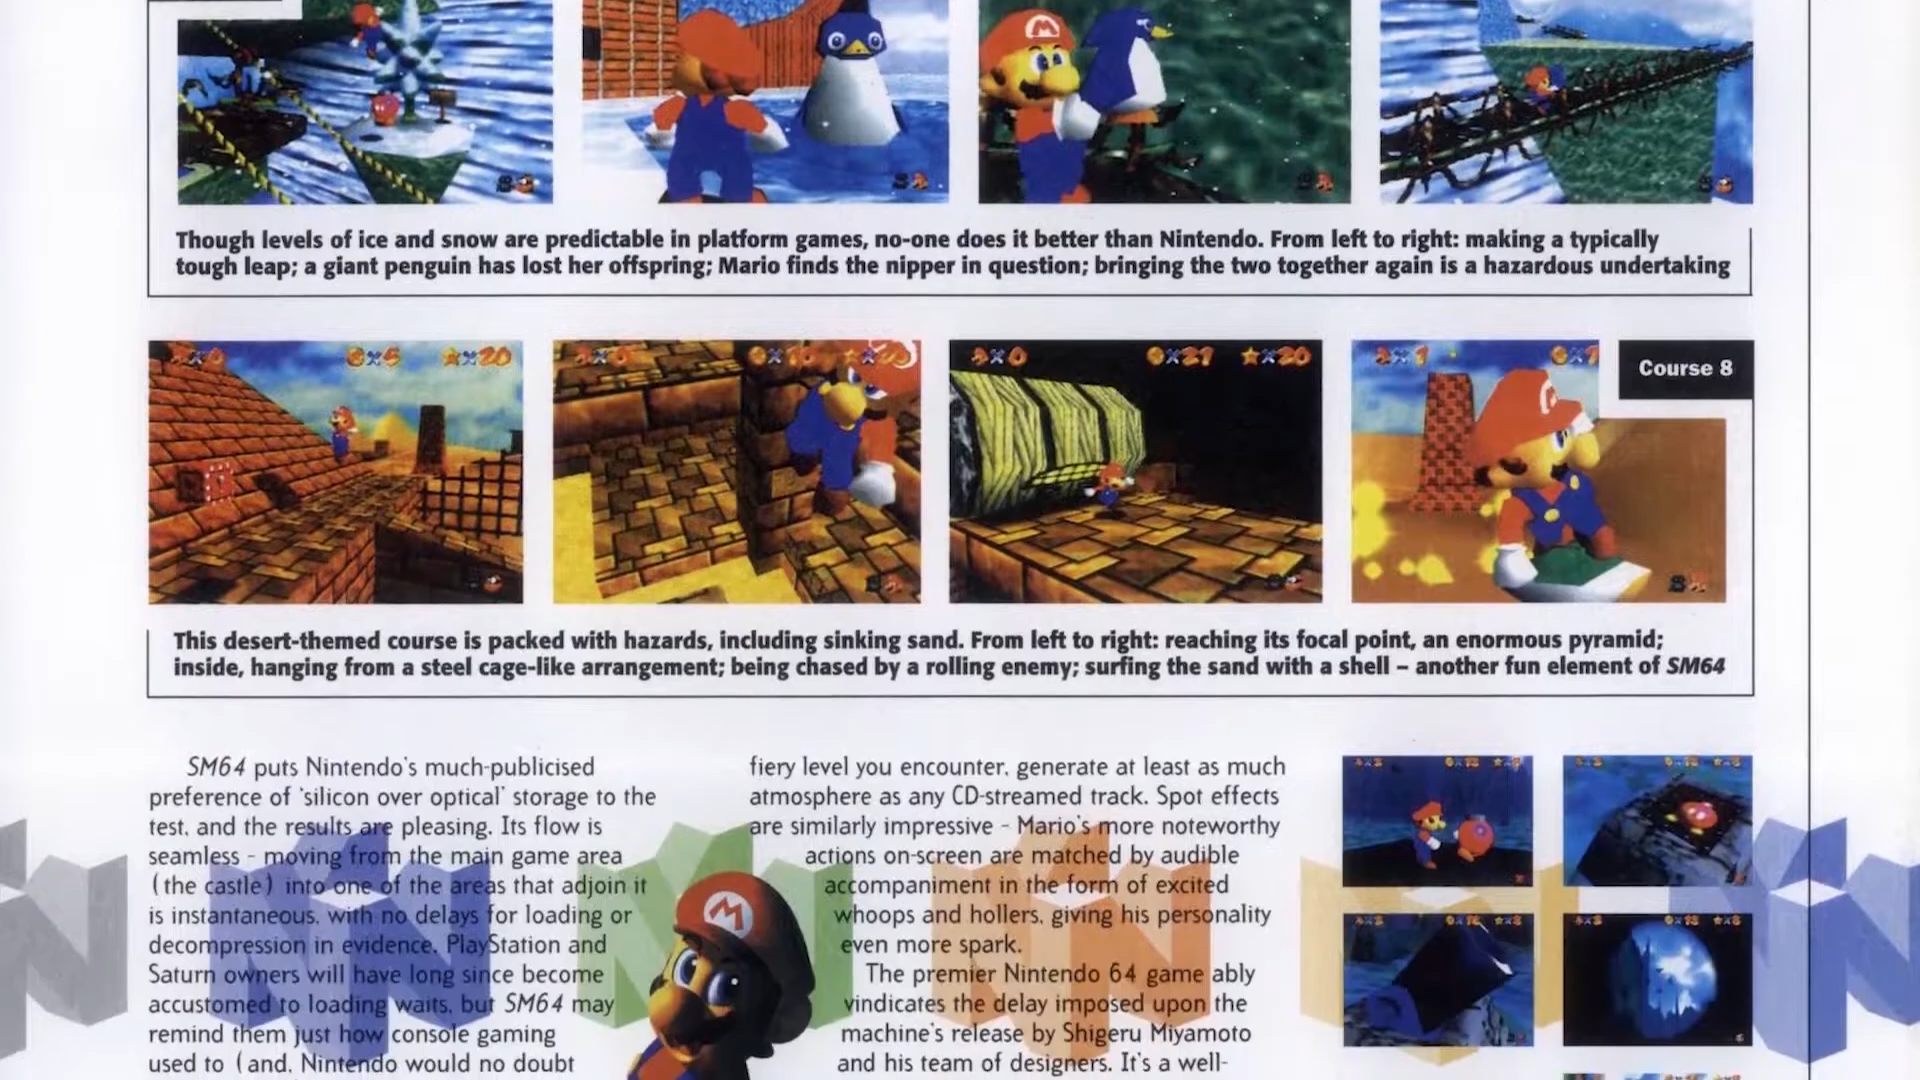 Though levels of ice and snow are predictable in platform games, no-one does it better than Nintendo. From left to right: making a typically
tough leap; a giant penguin has lost her offspring; Mario finds the nipper in question; bringing the two together again is a hazardous undertaking
Course 8
This desert-themed course is packed with hazards, including sinking sand. From left to right: reaching its focal point, an enormous pyramid;
inside, hanging from a steel cage-like arrangement; being chased by a rolling enemy; surfing the sand with a shell – another fun element of SM64
SM64 puts Nintendo's much-publicised
preference of 'silicon over optical' storage to the
test, and the results are pleasing. Its flow is
seamless - moving from the main game area
(the castle) into one of the areas that adjoin it
is instantaneous, with no delays for loading or
decompression in evidence. PlayStation and
Saturn owners will have long since become
accustomed to loading waits, but SM64 may
remind them just how console gaming
used to (and, Nintendo would no doubt
fiery level you encounter, generate at least as much
atmosphere as any CD-streamed track. Spot effects
are similarly impressive - Mario's more noteworthy
actions on-screen are matched by audible
accompaniment in the form of excited
whoops and hollers, giving his personality
even more spark.
The premier Nintendo 64 game ably
vindicates the delay imposed upon the
machine's release by Shigeru Miyamoto
and his team of designers. It's a well-